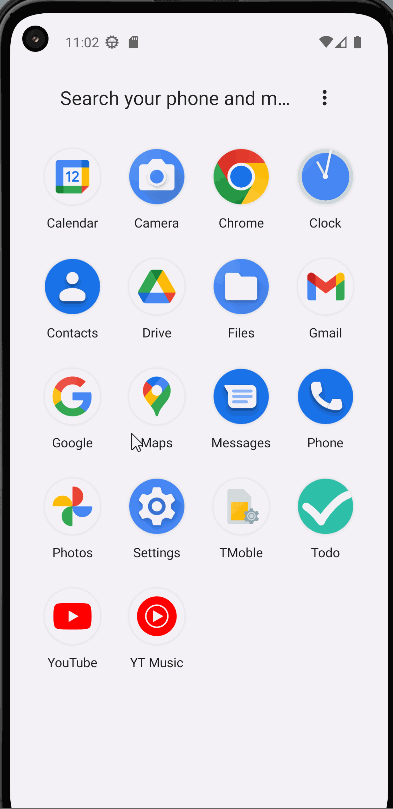 11:02
Search your phone and m...
12
Calendar Camera Chrome Clock
Contacts Drive Files Gmail
Google Maps Messages Phone
Photos Settings TMoble Todo
YouTube YT Music